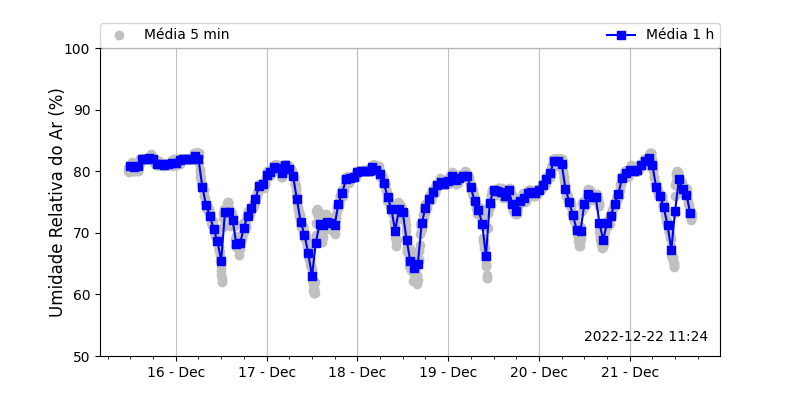 Média 5 min
Média 1 h
Umidade Relativa do Ar (%)
100
90
80
70
60
50
2022-12-22 11:24
16 - Dec
17 - Dec
18 - Dec
19 - Dec
20 - Dec
21 - Dec